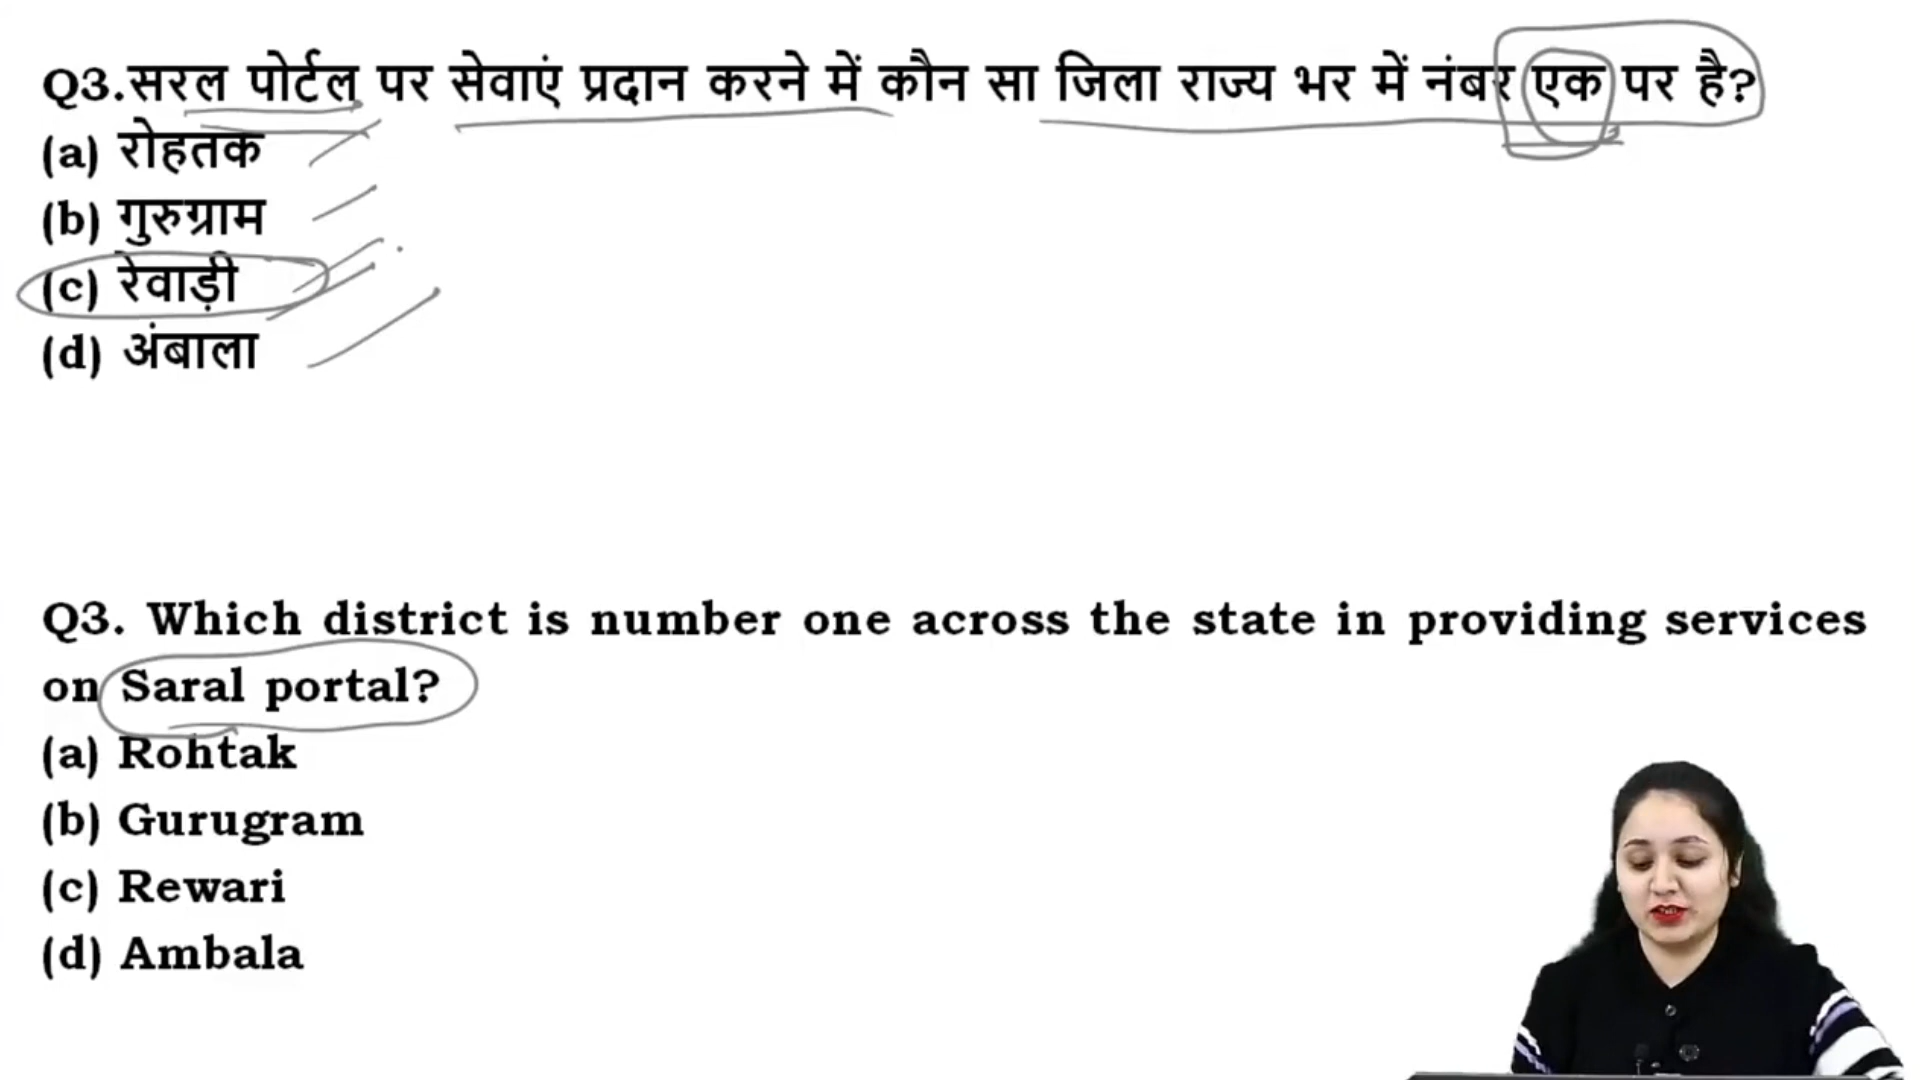 Q3.सरल पोर्टल पर सेवाएं प्रदान करने में कौन सा जिला राज्य भर में नंबर एक पर है?
(a) रोहतक
(b) गुरुग्राम
(c) रेवाड़ी
(d) अंबाला
Q3. Which district is number one across the state in providing services
on Saral portal?
(a) Rohtak
(b) Gurugram
(c) Rewari
(d) Ambala